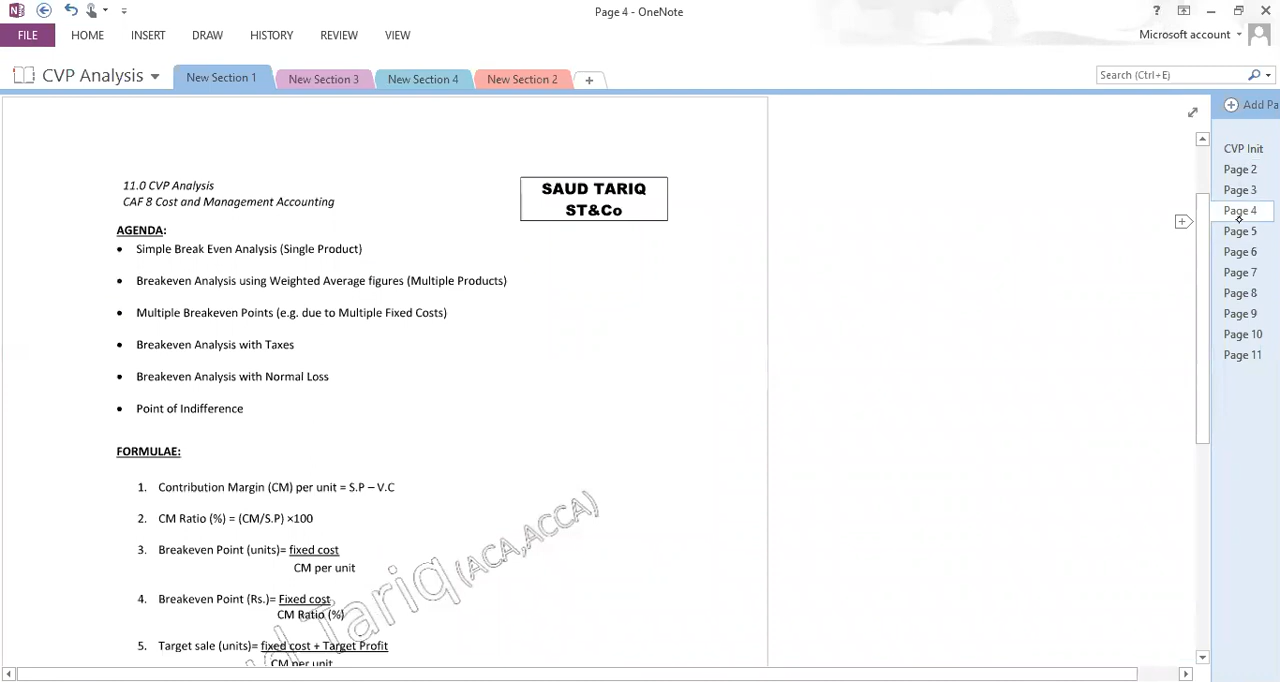 Page 4 - OneNote
?
FILE
HOME
INSERT
DRAW
HISTORY
REVIEW
VIEW
Microsoft account
CVP Analysis
New Section 1
New Section 3
New Section 4
New Section 2
+
Search (Ctrl+E)
Add Pa
CVP Init
Page 2
Page 3
Page 4
Page 5
Page 6
Page 7
Page 8
Page 9
Page 10
Page 11
11.0 CVP Analysis
CAF 8 Cost and Management Accounting
SAUD TARIQ
ST&Co
AGENDA:
• Simple Break Even Analysis (Single Product)
• Breakeven Analysis using Weighted Average figures (Multiple Products)
• Multiple Breakeven Points (e.g. due to Multiple Fixed Costs)
• Breakeven Analysis with Taxes
• Breakeven Analysis with Normal Loss
• Point of Indifference
FORMULAE:
1. Contribution Margin (CM) per unit = S.P – V.C
2. CM Ratio (%) = (CM/S.P) ×100
3. Breakeven Point (units)= fixed cost
CM per unit
4. Breakeven Point (Rs.)= Fixed cost
CM Ratio (%)
5. Target sale (units)= fixed cost + Target Profit
CM per unit
Tariq (ACA,ACCA)